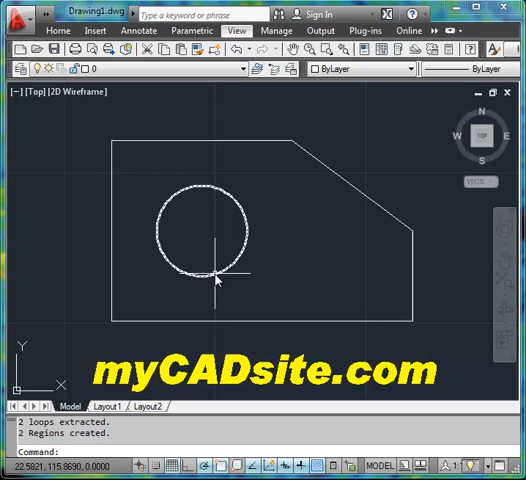 Drawing1.dwg
Type a keyword or phrase
Sign In
Home Insert Annotate Parametric View Manage Output Plug-ins Online
0
ByLayer
ByLayer
[−] [Top] [2D Wireframe]
N
W TOP E
S
WCS
Y
X
myCADsite.com
Model Layout1 Layout2
2 loops extracted.
2 Regions created.
Command:
22.5821, 115.8690, 0.0000
MODEL
1: